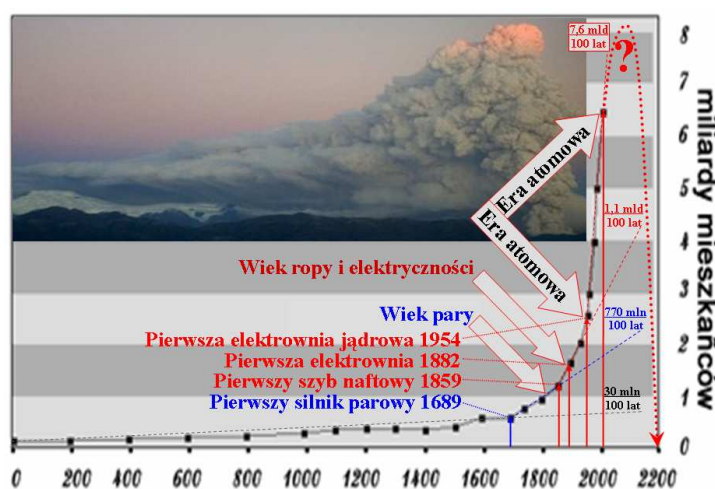 7,6 mld
100 lat
?
8
7
6
5
4
3
2
1
0
miliardy mieszkańców
Era atomowa
Era atomowa
1,1 mld
100 lat
Wiek ropy i elektryczności
Wiek pary
770 mln
100 lat
Pierwsza elektrownia jądrowa 1954
Pierwsza elektrownia 1882
Pierwszy szyb naftowy 1859
Pierwszy silnik parowy 1689
30 mln
100 lat
0 200 400 600 800 1000 1200 1400 1600 1800 2000 2200